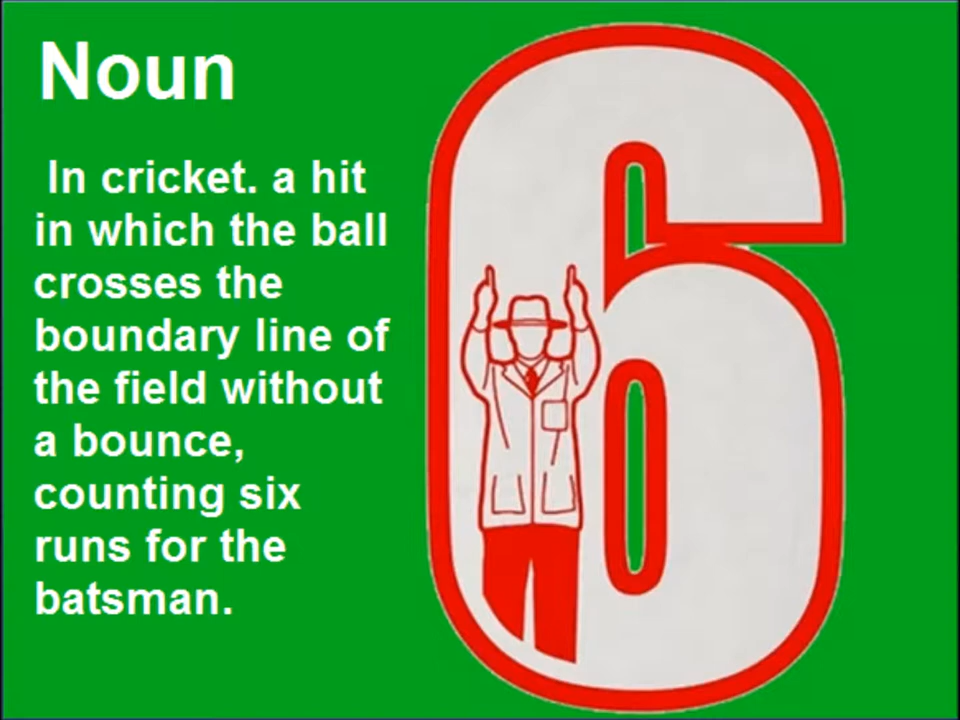 Noun
In cricket. a hit
in which the ball
crosses the
boundary line of
the field without
a bounce,
counting six
runs for the
batsman.
6